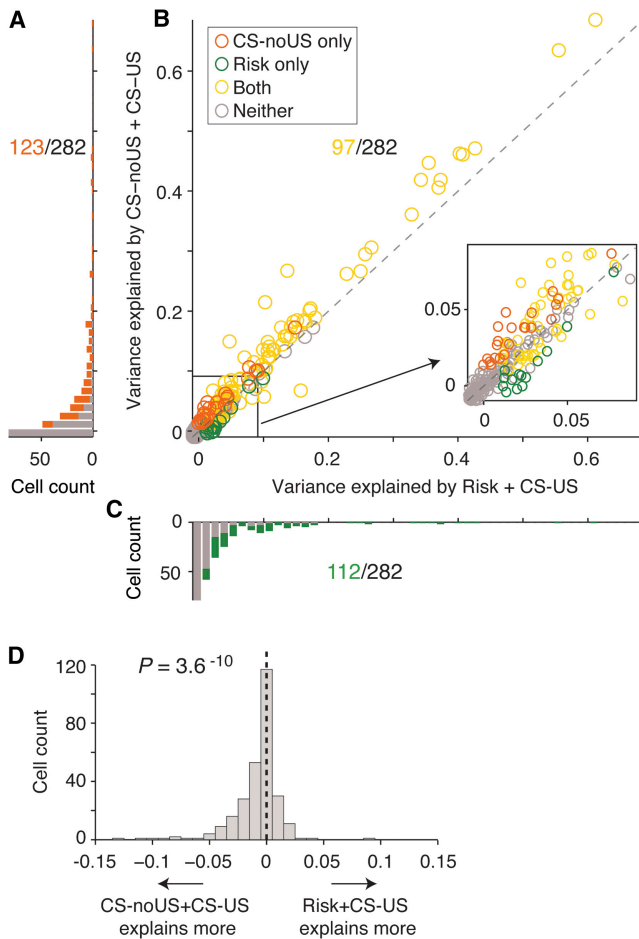 A
B
CS-noUS only
Risk only
Both
Neither
123/282
97/282
Variance explained by CS-noUS + CS-US
0.6
0.4
0.2
0
0.05
0
0
0.05
50
0
Cell count
0
0.2
0.4
0.6
Variance explained by Risk + CS-US
C
0
50
Cell count
112/282
D
P = 3.6 -10
120
80
40
0
Cell count
-0.15
-0.1
-0.05
0
0.05
0.1
0.15
CS-noUS+CS-US
explains more
Risk+CS-US
explains more